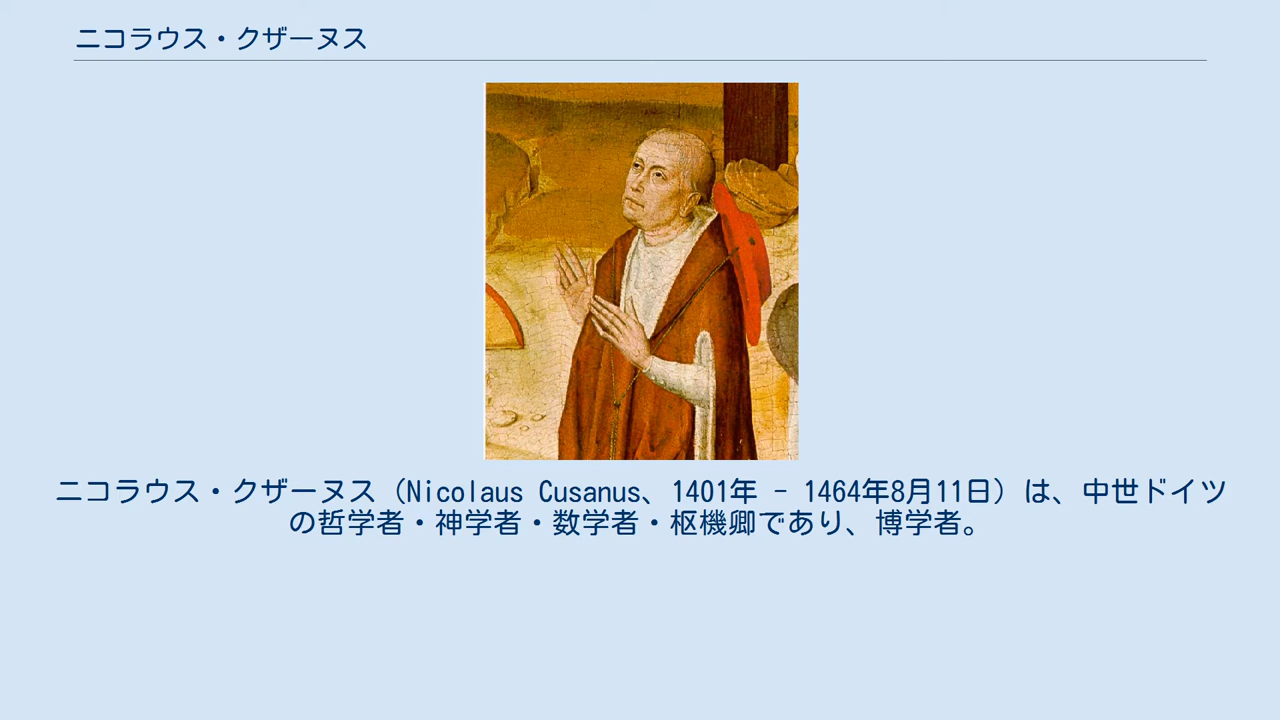 ニコラウス・クザーヌス
ニコラウス・クザーヌス（Nicolaus Cusanus、1401年 - 1464年8月11日）は、中世ドイツ
の哲学者・神学者・数学者・枢機卿であり、博学者。